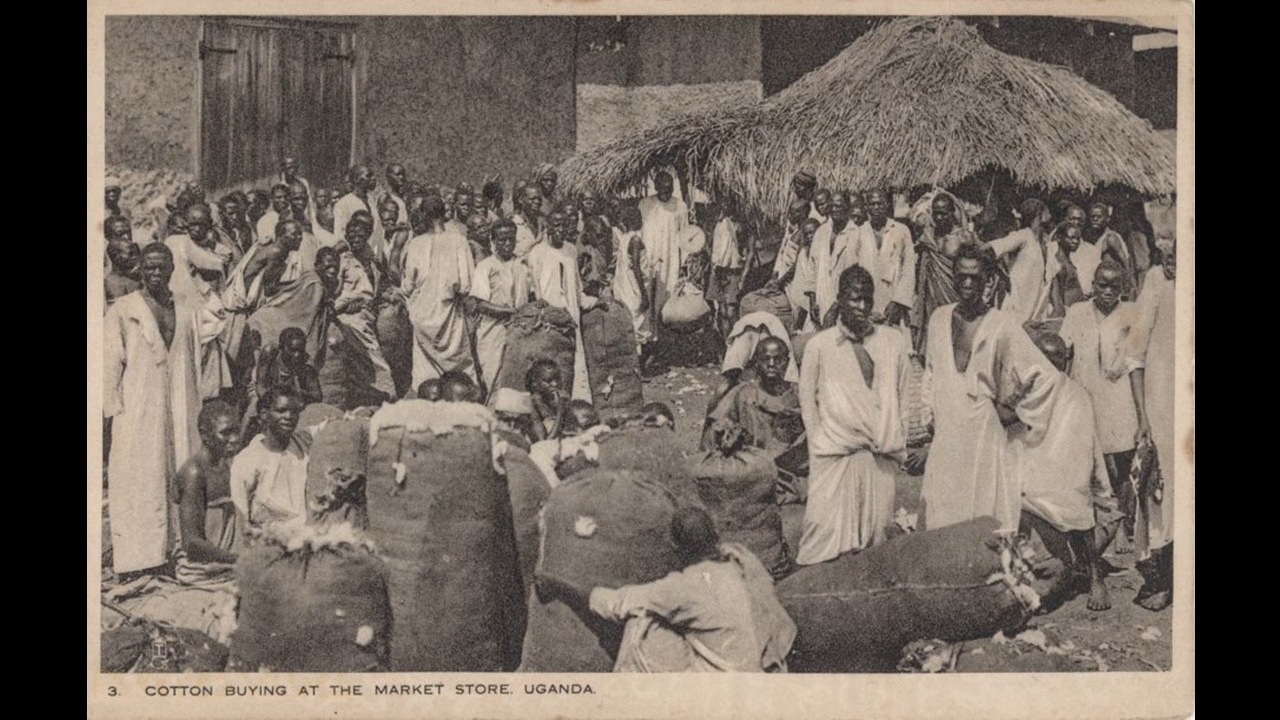 3. COTTON BUYING AT THE MARKET STORE, UGANDA.